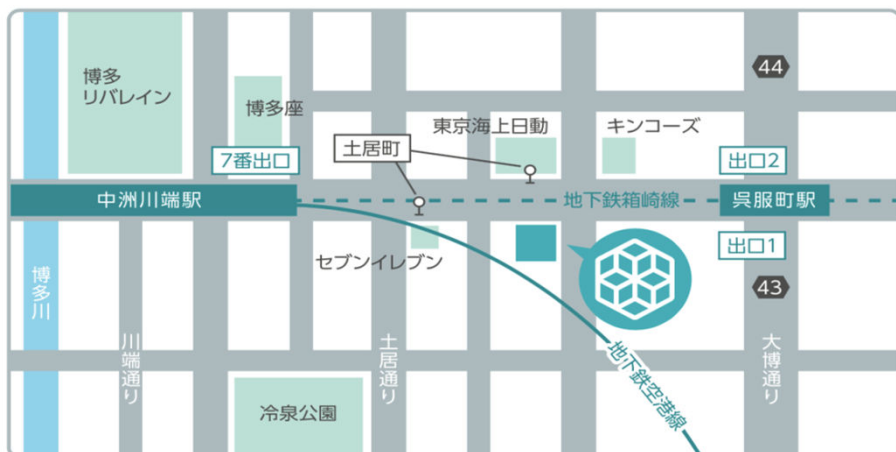 博多
リバレイン
博多座
東京海上日動
キンコーズ
44
土居町
7番出口
出口2
中洲川端駅
地下鉄箱崎線
呉服町駅
セブンイレブン
出口1
43
博多川
川端通り
土居通り
大博通り
地下鉄空港線
冷泉公園